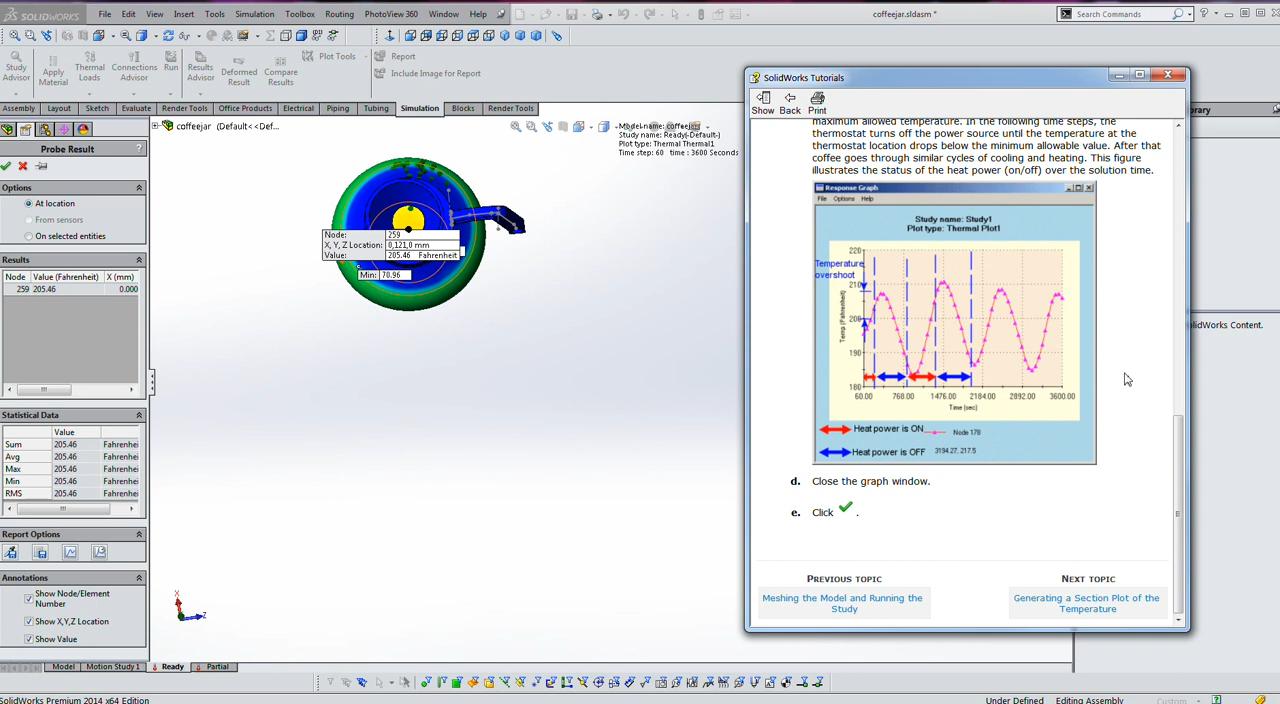 SOLIDWORKS File Edit View Insert Tools Simulation Toolbox Routing PhotoView 360 Window Help coffeejar.sldasm * Search Commands
Study Advisor
Apply Material
Thermal Loads
Connections Advisor
Run
Results Advisor
Deformed Result
Compare Results
Plot Tools
Report
Include Image for Report
Assembly Layout Sketch Evaluate Render Tools Office Products Electrical Piping Tubing Simulation Blocks Render Tools
coffeejar (Default<<Def...
Probe Result ?
Options
At location
From sensors
On selected entities
Results
Node Value (Fahrenheit) X (mm)
259 205.46 0.000
Statistical Data
Value
Sum 205.46 Fahrenhei
Avg 205.46 Fahrenhei
Max 205.46 Fahrenhei
Min 205.46 Fahrenhei
RMS 205.46 Fahrenhei
Report Options
Annotations
Show Node/Element Number
Show X,Y,Z Location
Show Value
Model name: coffeejar
Study name: Ready(-Default-)
Plot type: Thermal Thermal1
Time step: 60 time : 3600 Seconds
Node: 259
X, Y, Z Location: 0,121,0 mm
Value: 205.46 Fahrenheit
Min: 70.96
SolidWorks Tutorials
Show Back Print
maximum allowed temperature. In the following time steps, the
thermostat turns off the power source until the temperature at the
thermostat location drops below the minimum allowable value. After that
coffee goes through similar cycles of cooling and heating. This figure
illustrates the status of the heat power (on/off) over the solution time.
Response Graph
File Options Help
Study name: Study1
Plot type: Thermal Plot1
Temperature
overshoot
220
210
200
190
180
Temp (Fahrenheit)
60.00 768.00 1476.00 2184.00 2892.00 3600.00
Time (sec)
Heat power is ON
Node 178
Heat power is OFF
3194.27, 217.5
d. Close the graph window.
e. Click .
PREVIOUS TOPIC
Meshing the Model and Running the
Study
NEXT TOPIC
Generating a Section Plot of the
Temperature
lidWorks Content.
X
Z
Model Motion Study 1 Ready Partial
SolidWorks Premium 2014 x64 Edition Under Defined Editing Assembly Custom